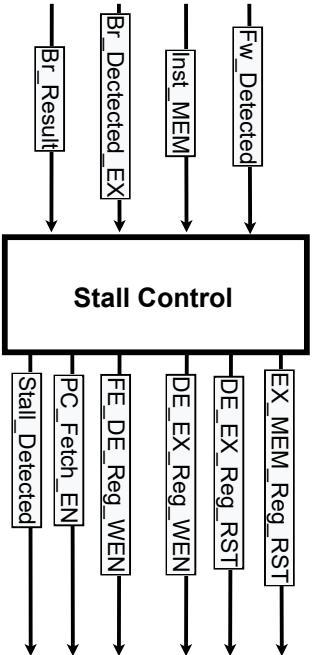 Br_Result
Br_Dectected_EX
Inst_MEM
Fw_Detected
Stall Control
Stall_Detected
PC_Fetch_EN
FE_DE_Reg_WEN
DE_EX_Reg_WEN
DE_EX_Reg_RST
EX_MEM_Reg_RST